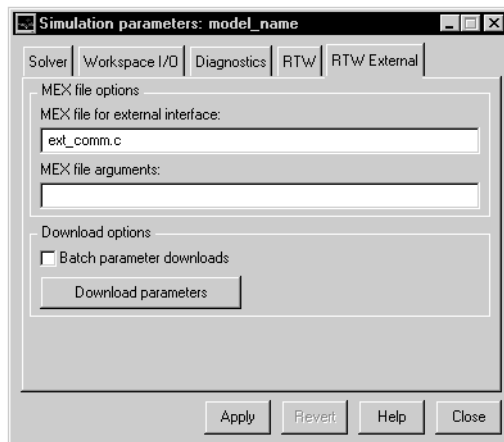 Simulation parameters: model_name
Solver Workspace I/O Diagnostics RTW RTW External
MEX file options
MEX file for external interface:
ext_comm.c
MEX file arguments:
Download options
Batch parameter downloads
Download parameters
Apply Revert Help Close